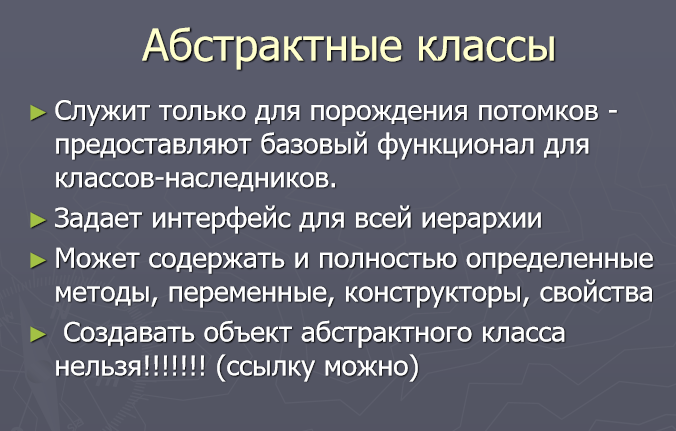 Абстрактные классы
► Служит только для порождения потомков -
предоставляют базовый функционал для
классов-наследников.
► Задает интерфейс для всей иерархии
► Может содержать и полностью определенные
методы, переменные, конструкторы, свойства
► Создавать объект абстрактного класса
нельзя!!!!!!! (ссылку можно)